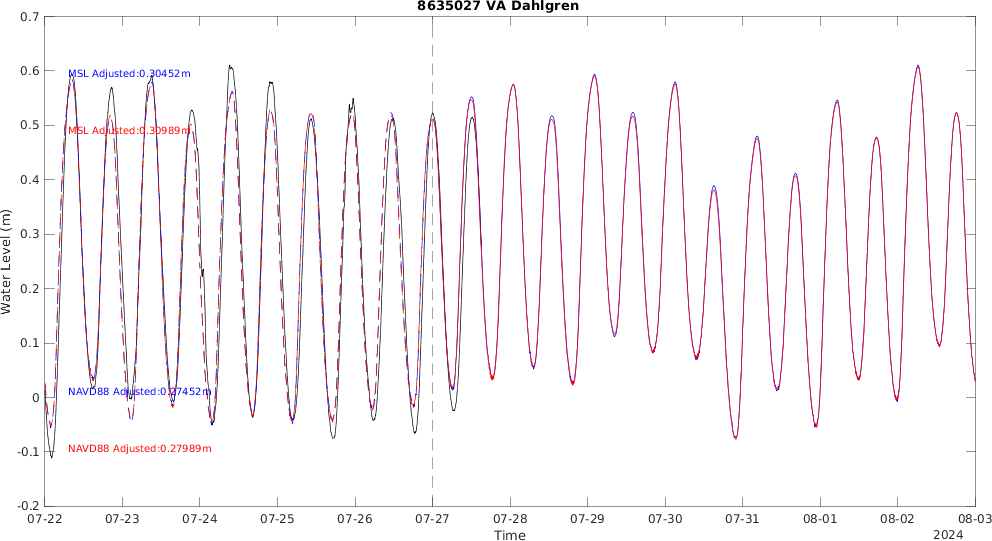 8635027 VA Dahlgren
0.7
0.6
0.5
0.4
0.3
0.2
0.1
0
-0.1
-0.2
Water Level (m)
MSL Adjusted:0.30452m
MSL Adjusted:0.30989m
NAVD88 Adjusted:0.27452m
NAVD88 Adjusted:0.27989m
07-22 07-23 07-24 07-25 07-26 07-27 07-28 07-29 07-30 07-31 08-01 08-02 08-03
Time
2024